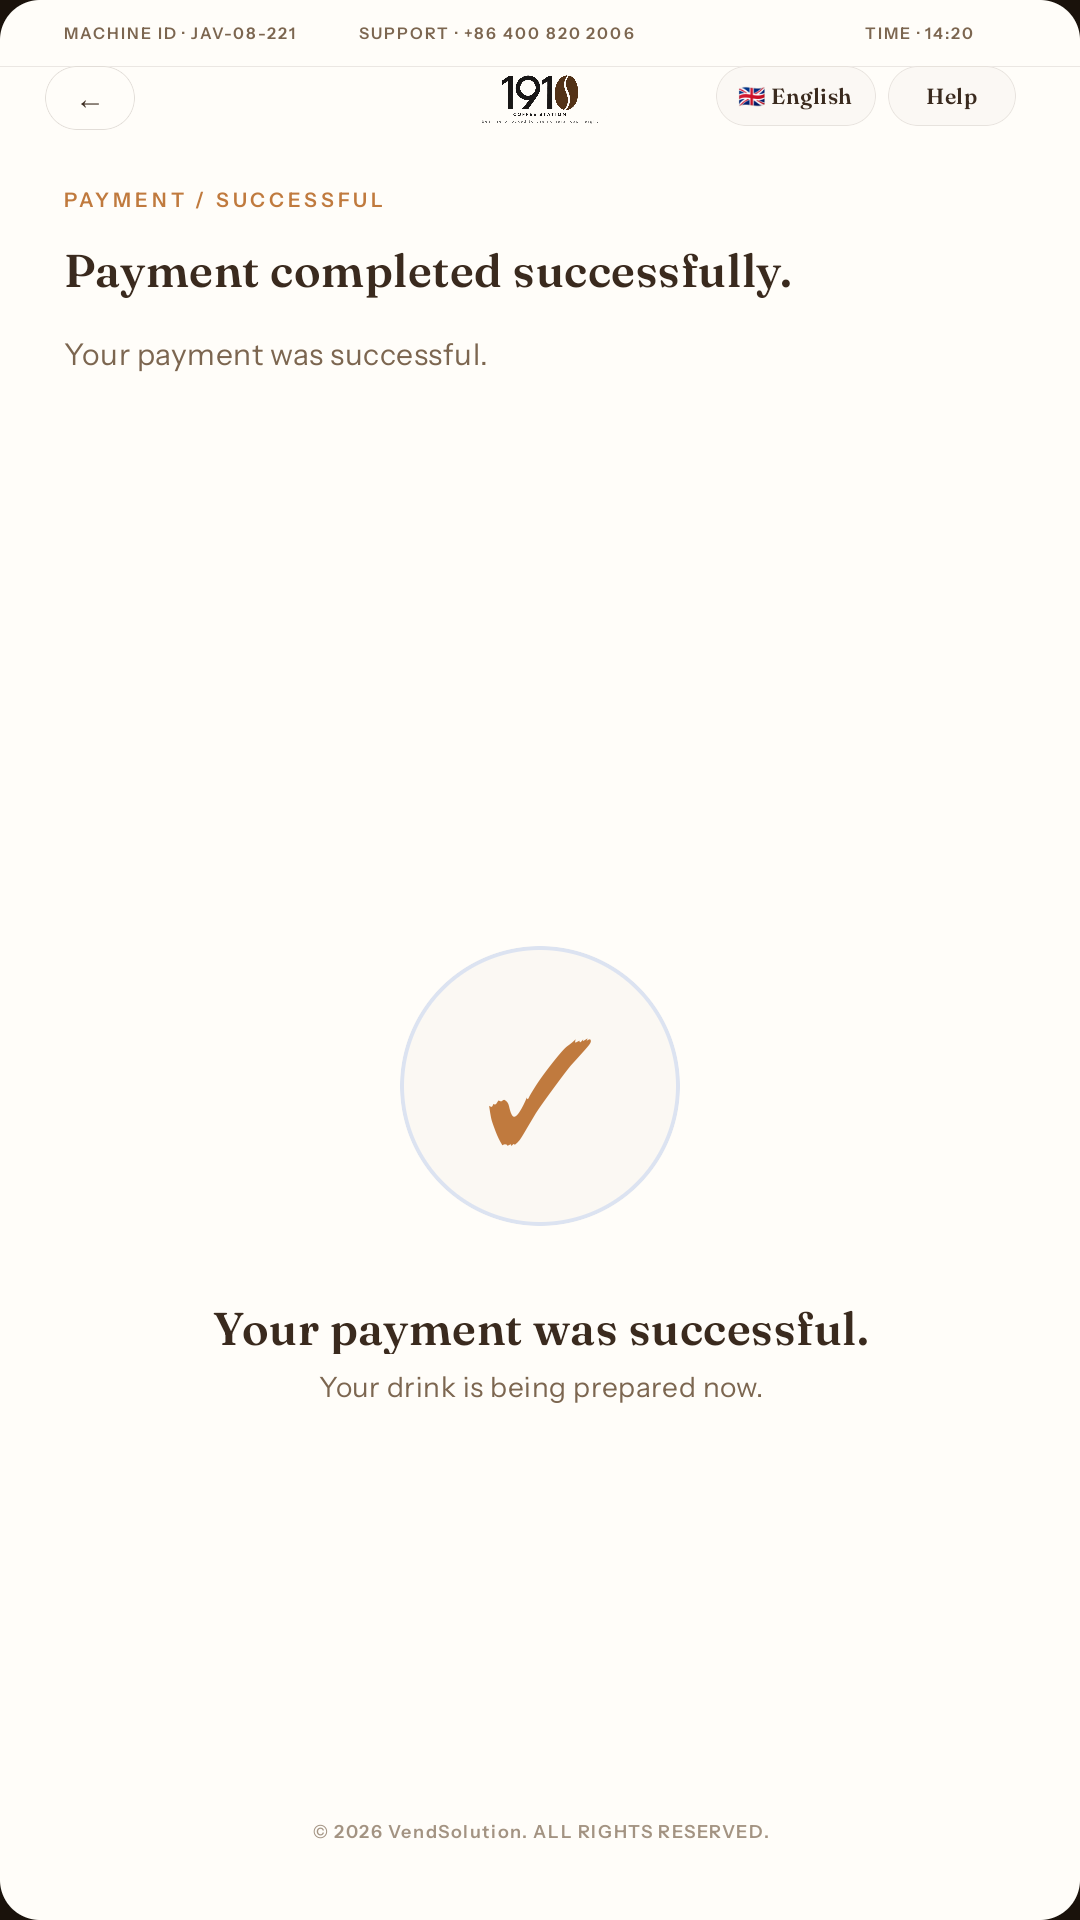 MACHINE ID · JAV-08-221 SUPPORT · +86 400 820 2006 TIME · 14:20
← 1910 🇬🇧 English Help
COFFEE STATION
PAYMENT / SUCCESSFUL
Payment completed successfully.
Your payment was successful.
✓
Your payment was successful.
Your drink is being prepared now.
© 2026 VendSolution. ALL RIGHTS RESERVED.